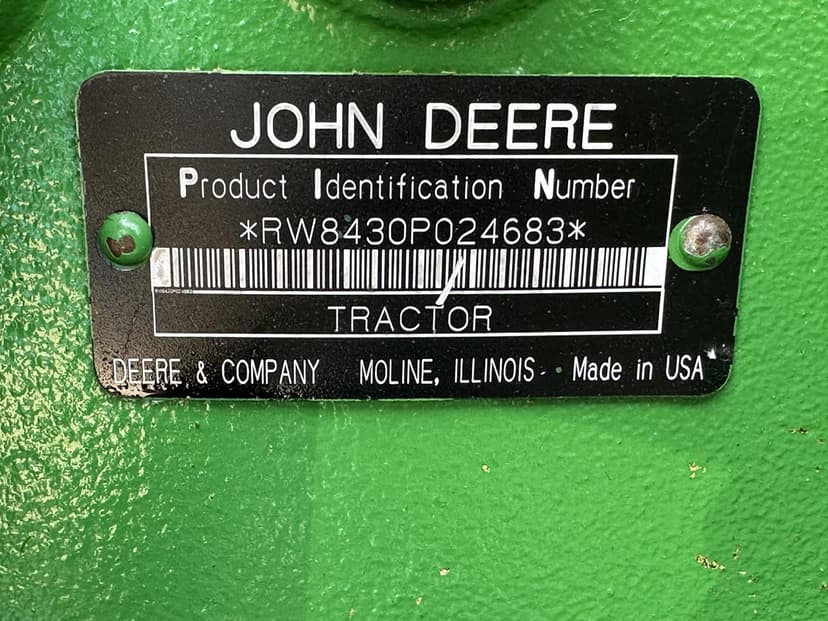 JOHN DEERE
Product Identification Number
*RW8430P024683*
TRACTOR
DEERE & COMPANY MOLINE, ILLINOIS Made in USA